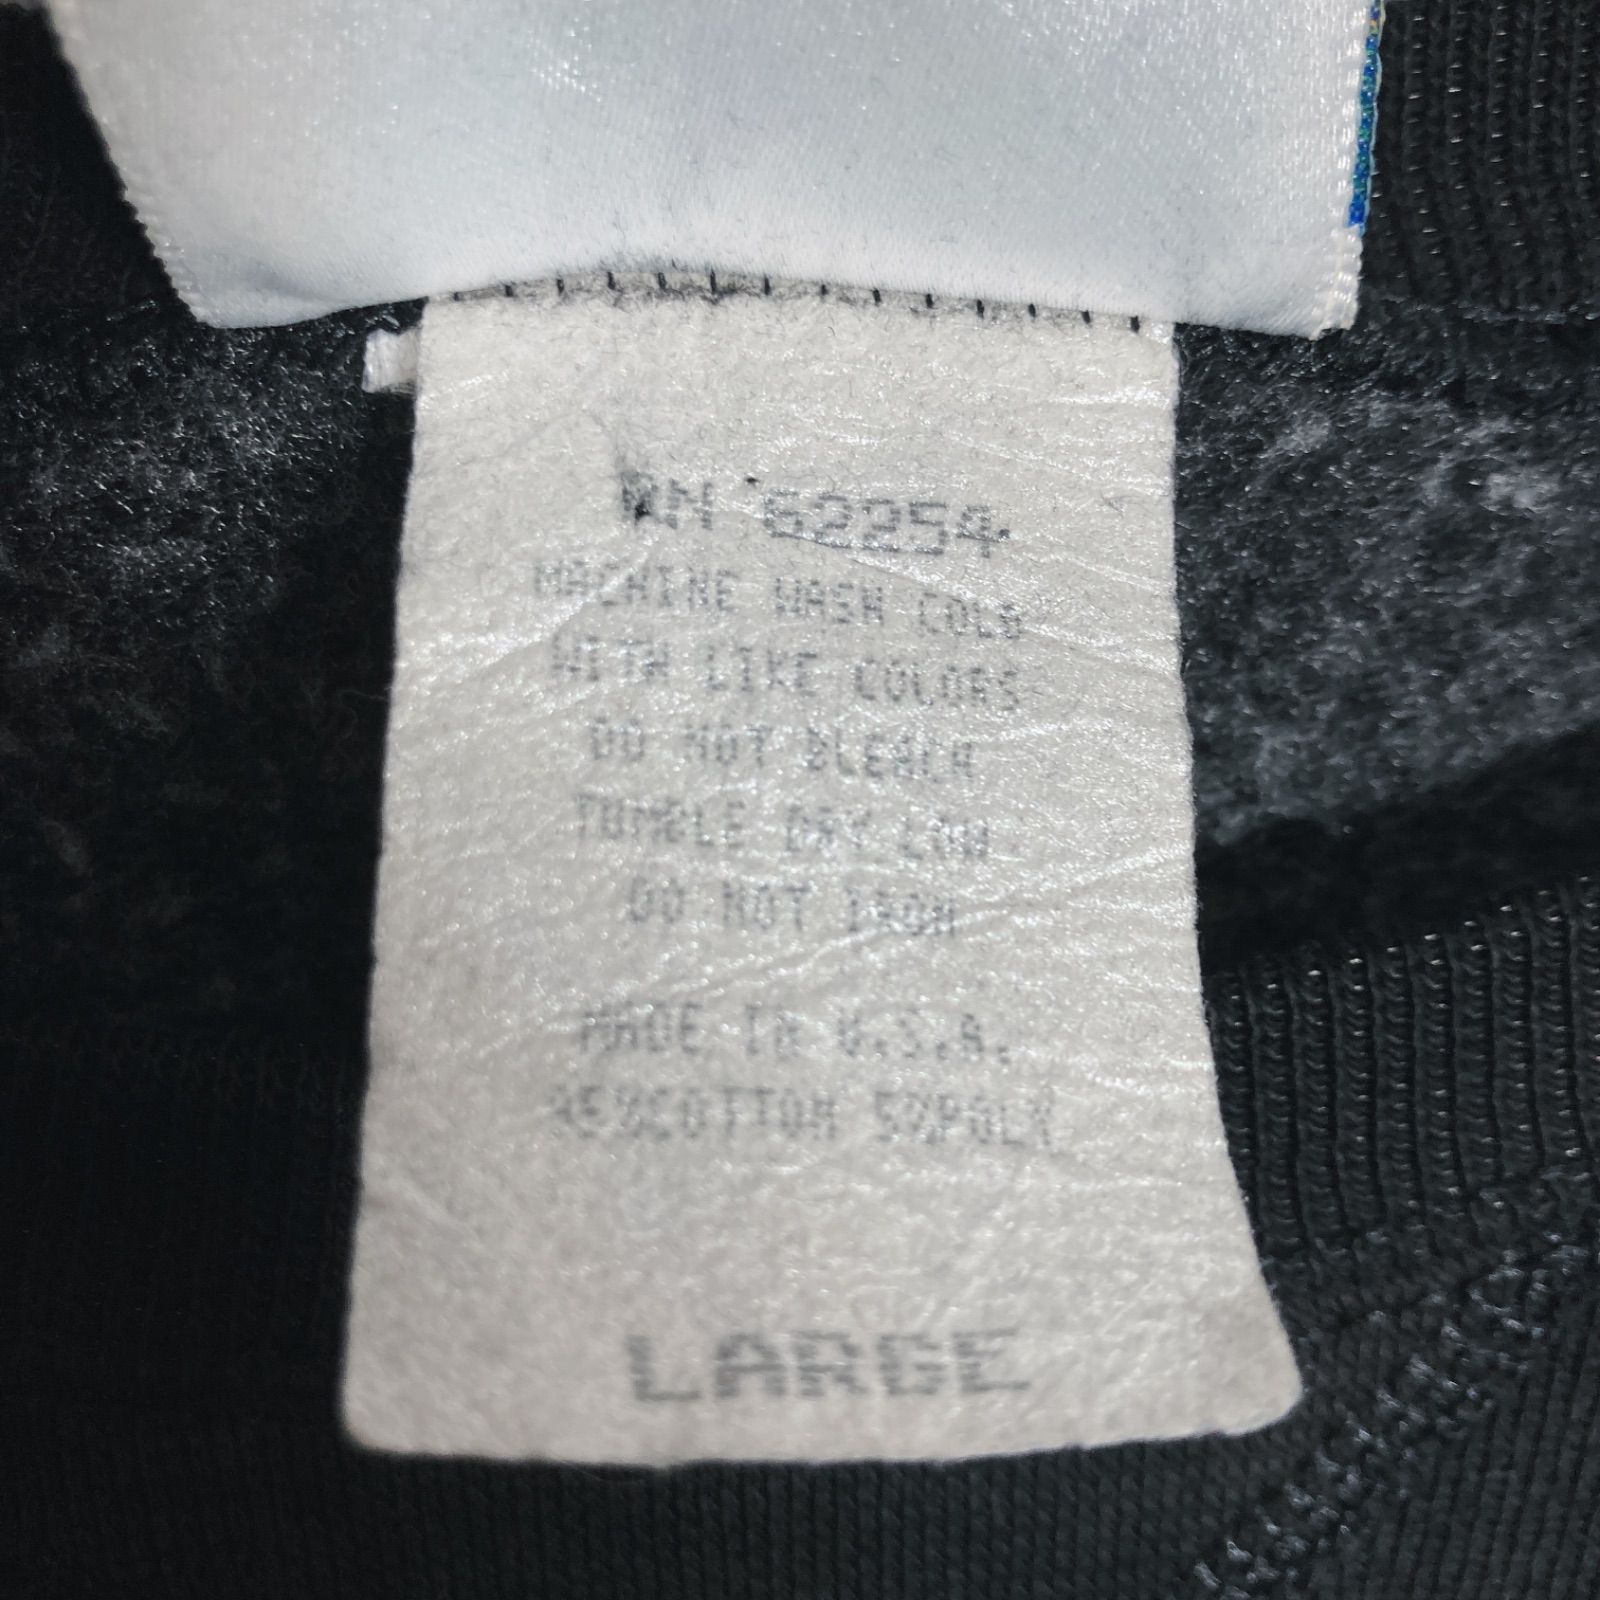 RN 62254
MACHINE WASH COLD
WITH LIKE COLORS
DO NOT BLEACH
TUMBLE DRY LOW
DO NOT IRON
MADE IN U.S.A.
LARGE